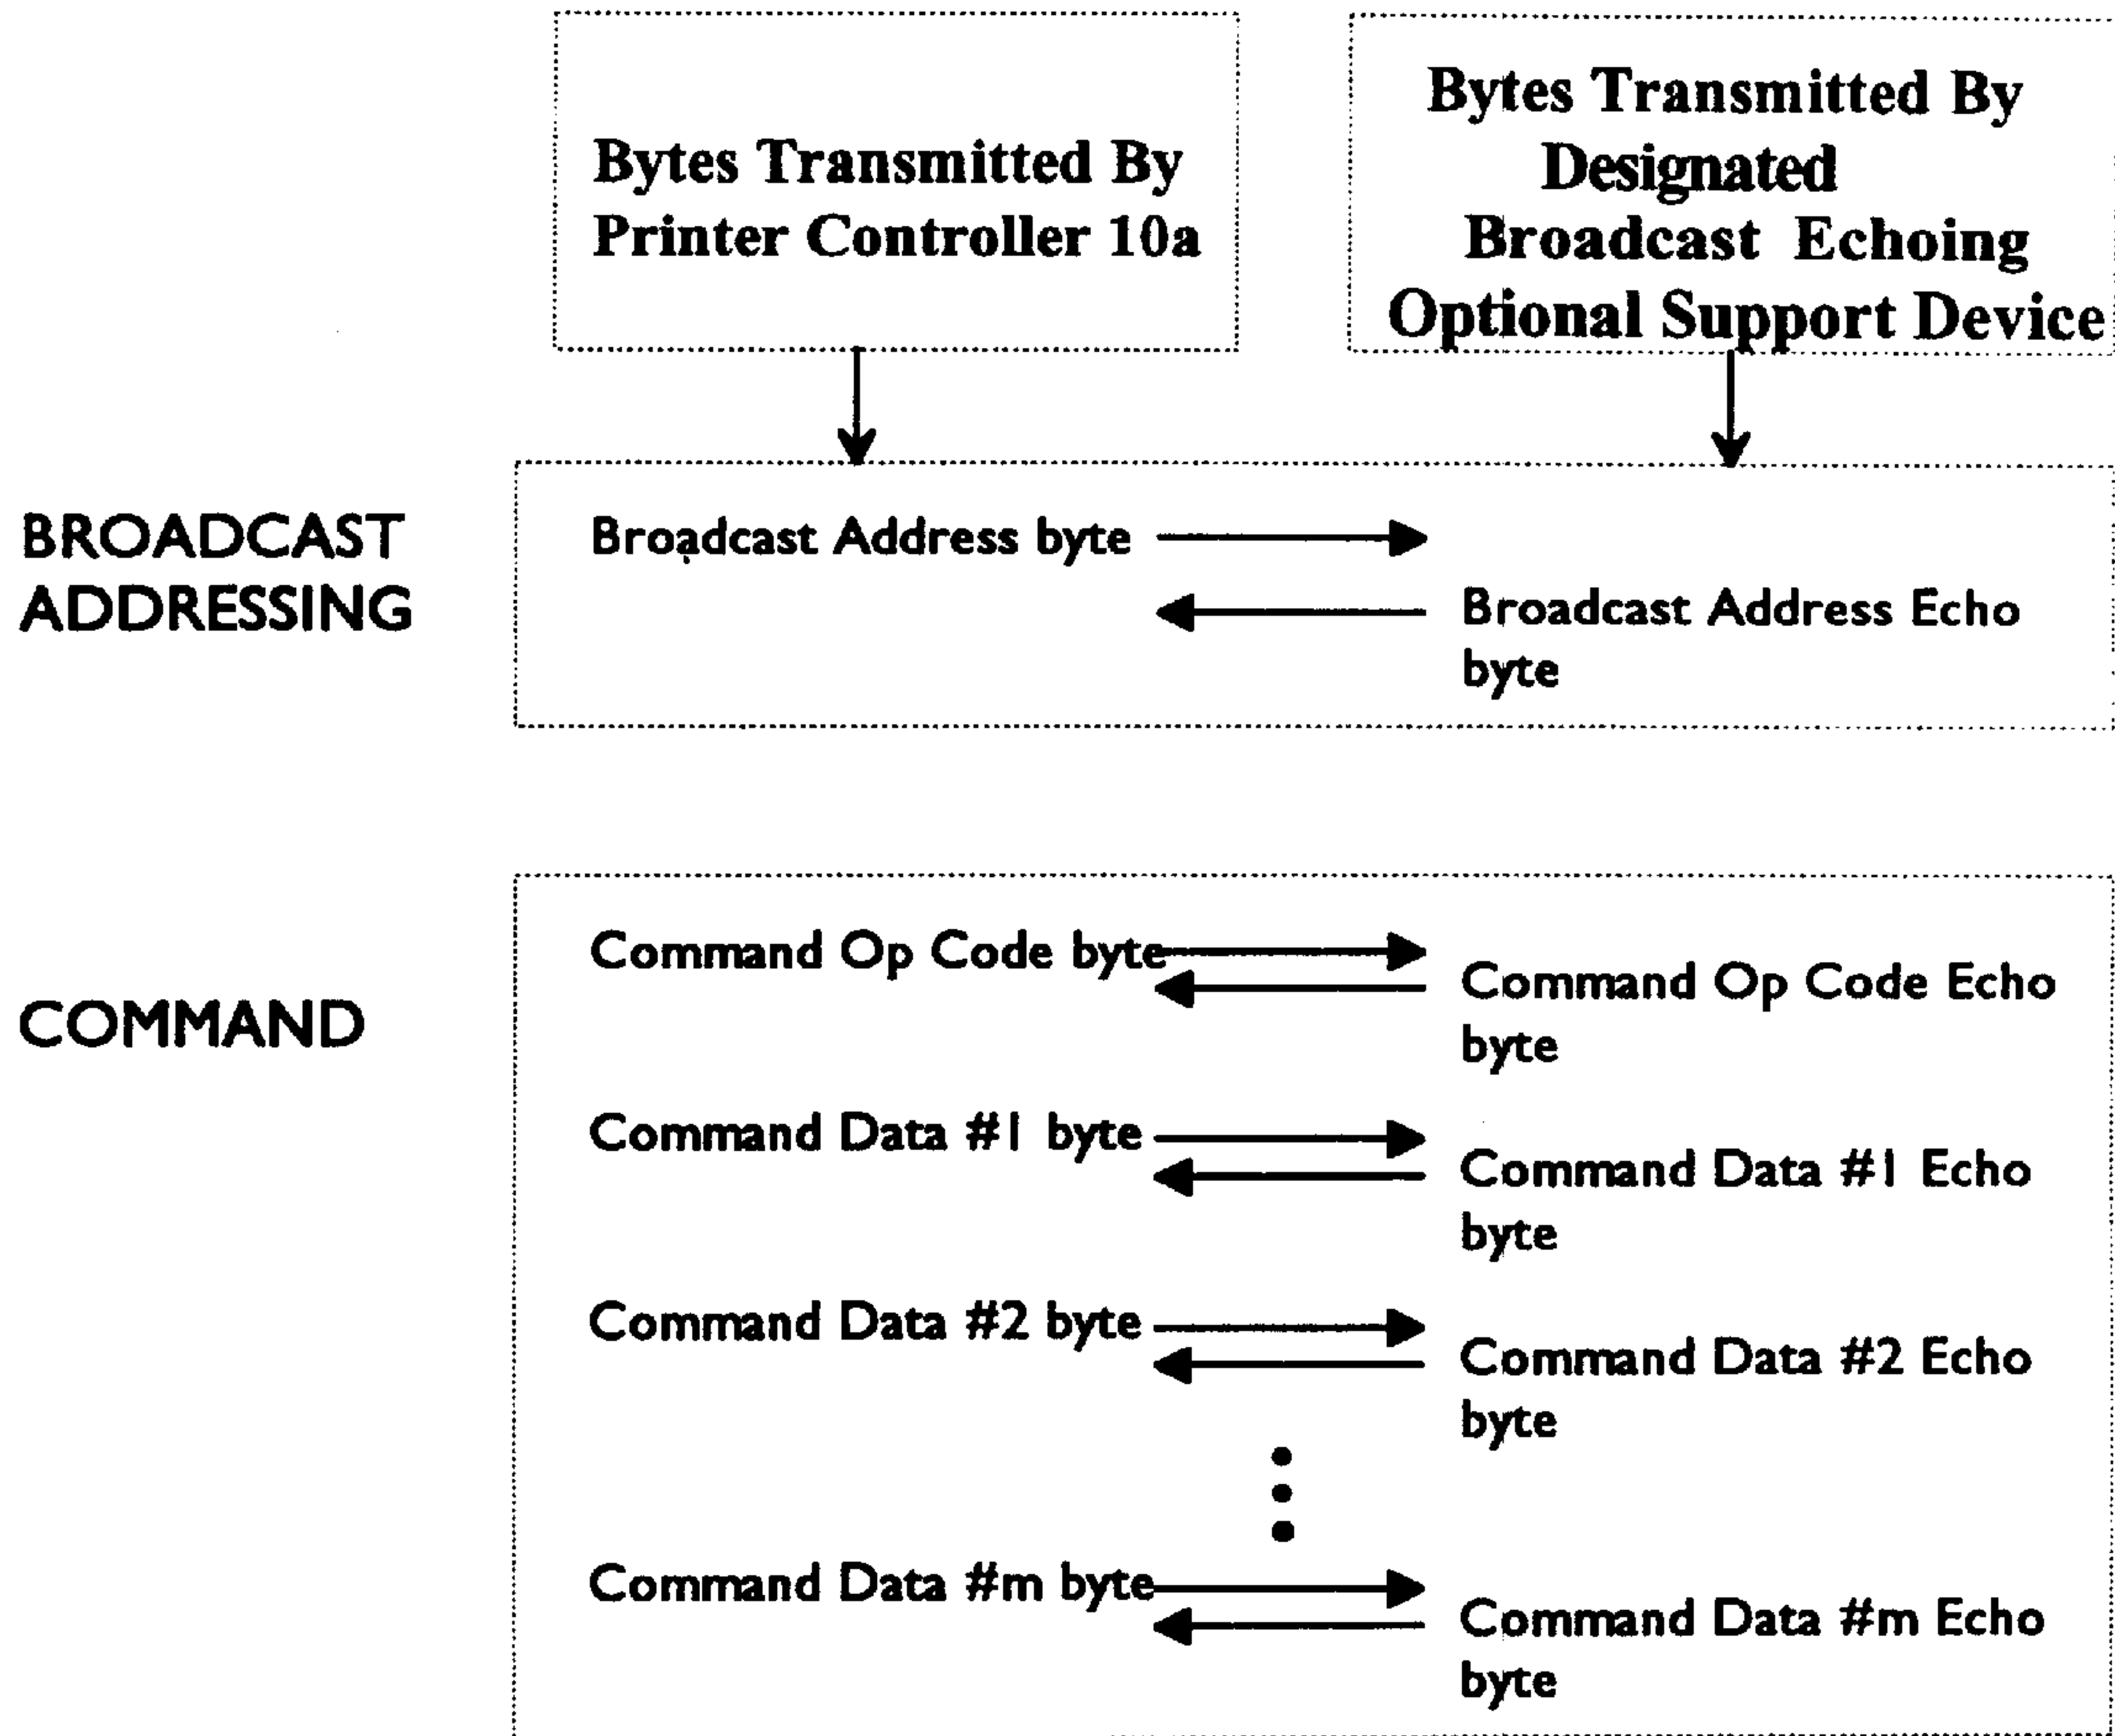 Bytes Transmitted By
Printer Controller 10a
Bytes Transmitted By
Designated
Broadcast Echoing
Optional Support Device
BROADCAST
ADDRESSING
Broadcast Address byte
Broadcast Address Echo
byte
COMMAND
Command Op Code byte
Command Op Code Echo
byte
Command Data #1 byte
Command Data #1 Echo
byte
Command Data #2 byte
Command Data #2 Echo
byte
Command Data #m byte
Command Data #m Echo
byte